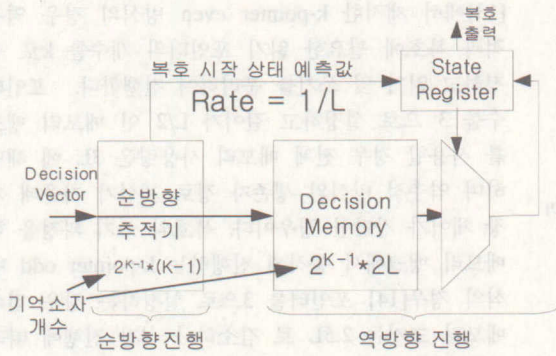 복호
출력
복호 시작 상태 예측값
Rate = 1/L
State
Register
Decision
Vector
순방향
추적기
2^{K-1}*(K-1)
Decision
Memory
2^{K-1}*2L
기억소자
개수
순방향진행
역방향 진행